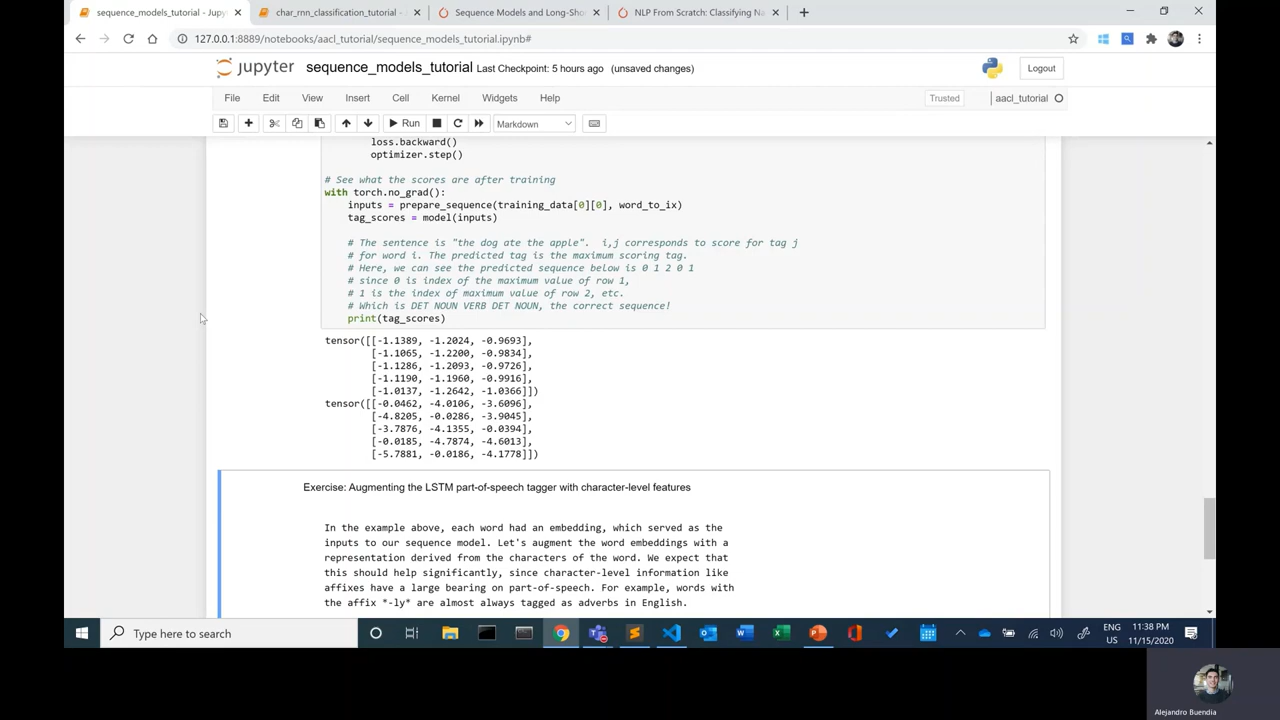 sequence_models_tutorial - Jupy
char_rnn_classification_tutorial -
Sequence Models and Long-Sho
NLP From Scratch: Classifying Na
127.0.0.1:8889/notebooks/aacl_tutorial/sequence_models_tutorial.ipynb#
jupyter sequence_models_tutorial Last Checkpoint: 5 hours ago (unsaved changes)
Logout
File Edit View Insert Cell Kernel Widgets Help
Trusted
aacl_tutorial
Run
Markdown
loss.backward()
optimizer.step()
# See what the scores are after training
with torch.no_grad():
inputs = prepare_sequence(training_data[0][0], word_to_ix)
tag_scores = model(inputs)
# The sentence is "the dog ate the apple".  i,j corresponds to score for tag j
# for word i. The predicted tag is the maximum scoring tag.
# Here, we can see the predicted sequence below is 0 1 2 0 1
# since 0 is index of the maximum value of row 1,
# 1 is the index of maximum value of row 2, etc.
# Which is DET NOUN VERB DET NOUN, the correct sequence!
print(tag_scores)
tensor([[-1.1389, -1.2024, -0.9693],
[-1.1065, -1.2200, -0.9834],
[-1.1286, -1.2093, -0.9726],
[-1.1190, -1.1960, -0.9916],
[-1.0137, -1.2642, -1.0366]])
tensor([[-0.0462, -4.0106, -3.6096],
[-4.8205, -0.0286, -3.9045],
[-3.7876, -4.1355, -0.0394],
[-0.0185, -4.7874, -4.6013],
[-5.7881, -0.0186, -4.1778]])
Exercise: Augmenting the LSTM part-of-speech tagger with character-level features
In the example above, each word had an embedding, which served as the
inputs to our sequence model. Let's augment the word embeddings with a
representation derived from the characters of the word. We expect that
this should help significantly, since character-level information like
affixes have a large bearing on part-of-speech. For example, words with
the affix *-ly* are almost always tagged as adverbs in English.
Type here to search
ENG
US
11:38 PM
11/15/2020
Alejandro Buendia